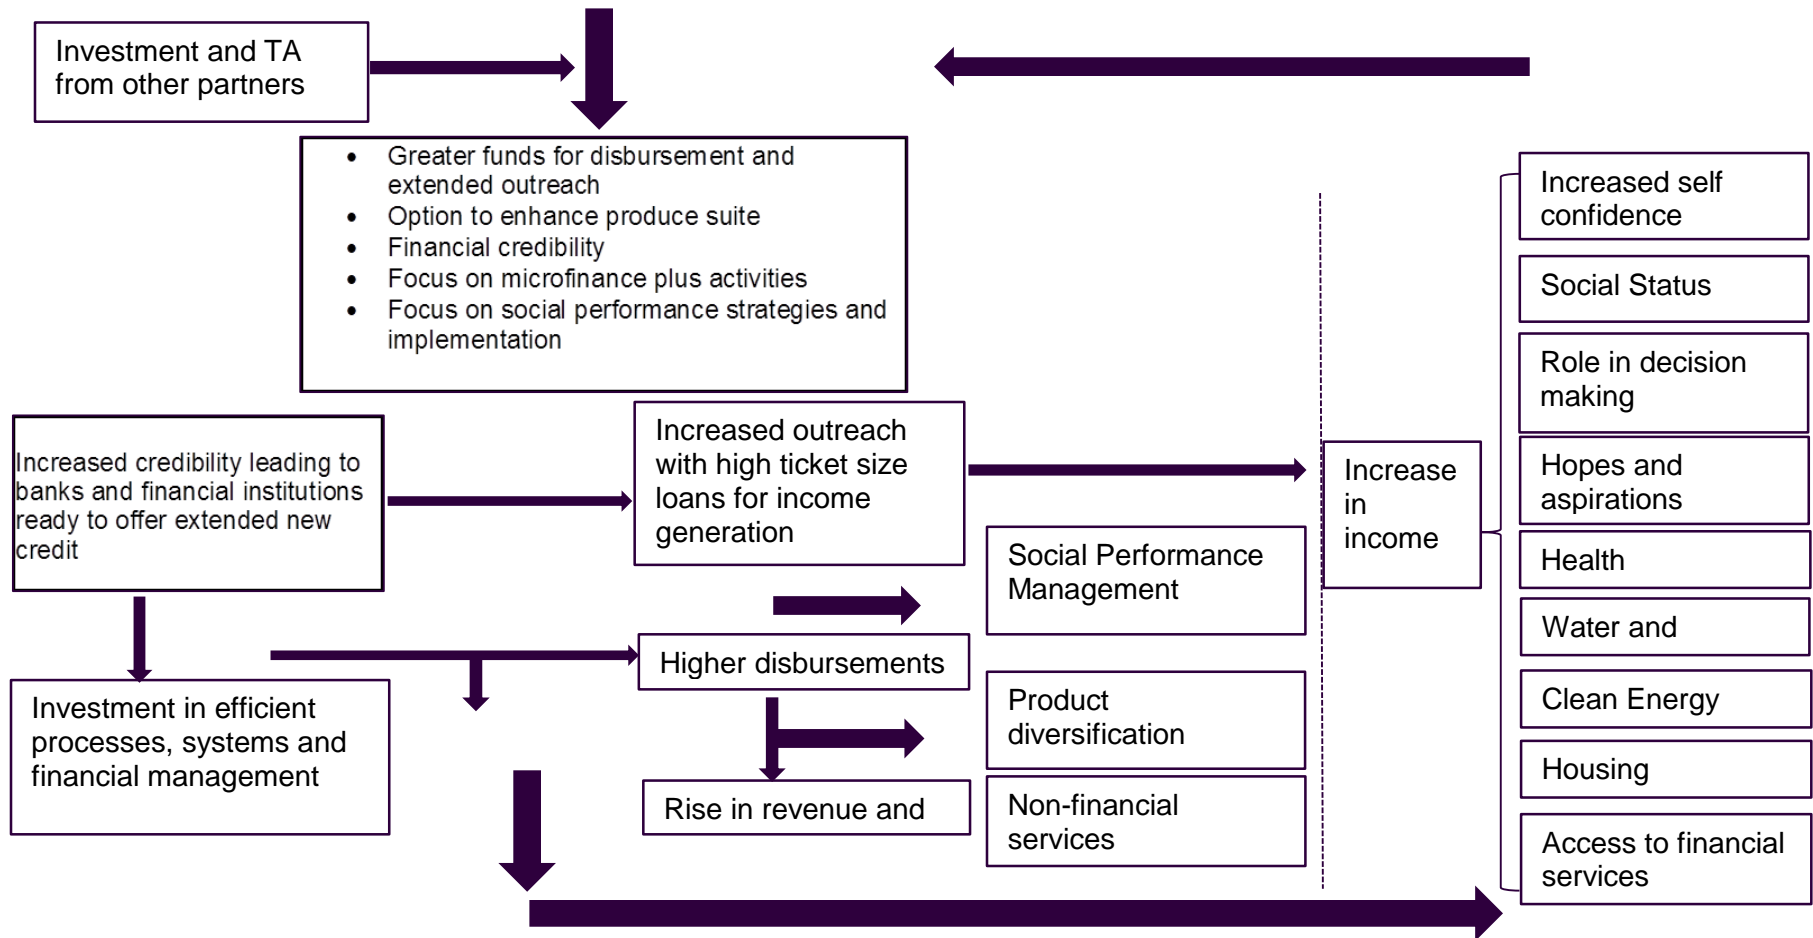 Investment and TA
from other partners
• Greater funds for disbursement and
extended outreach
• Option to enhance produce suite
• Financial credibility
• Focus on microfinance plus activities
• Focus on social performance strategies and
implementation
Increased credibility leading to
banks and financial institutions
ready to offer extended new
credit
Increased outreach
with high ticket size
loans for income
generation
Investment in efficient
processes, systems and
financial management
Higher disbursements
Rise in revenue and
Social Performance
Management
Product
diversification
Non-financial
services
Increase
in
income
Increased self
confidence
Social Status
Role in decision
making
Hopes and
aspirations
Health
Water and
Clean Energy
Housing
Access to financial
services